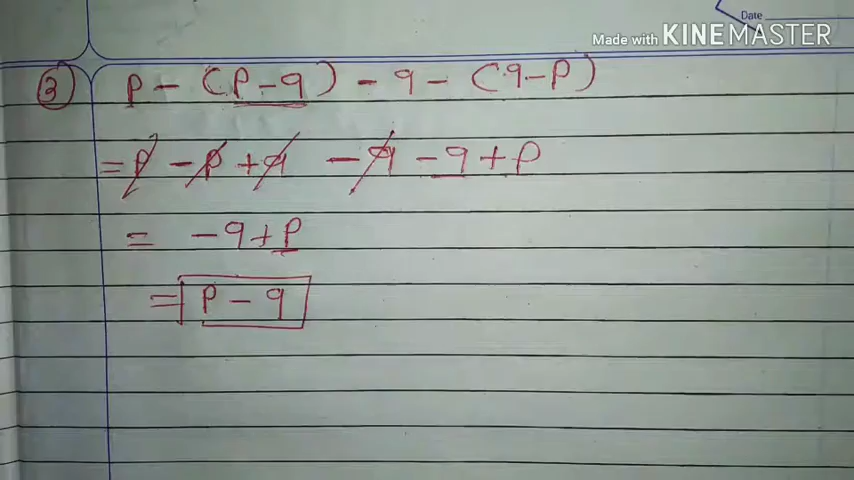 Date
Made with KINEMASTER
③ P - (P - q) - q - (q - P)
= P - P + q - q - q + P
= - q + P
= P - q